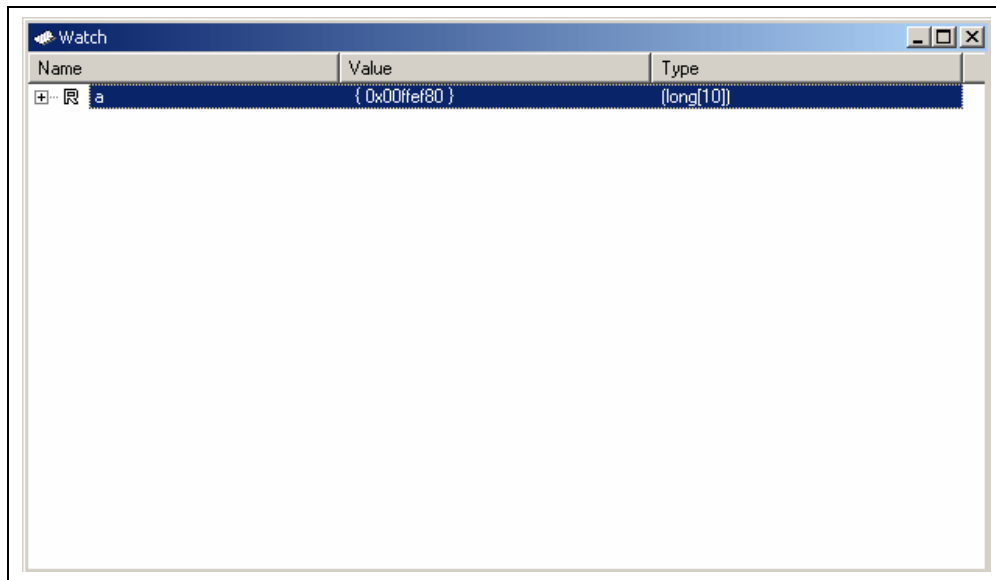 Watch
Name Value Type
R a { 0x00ffef80 } (long[10])